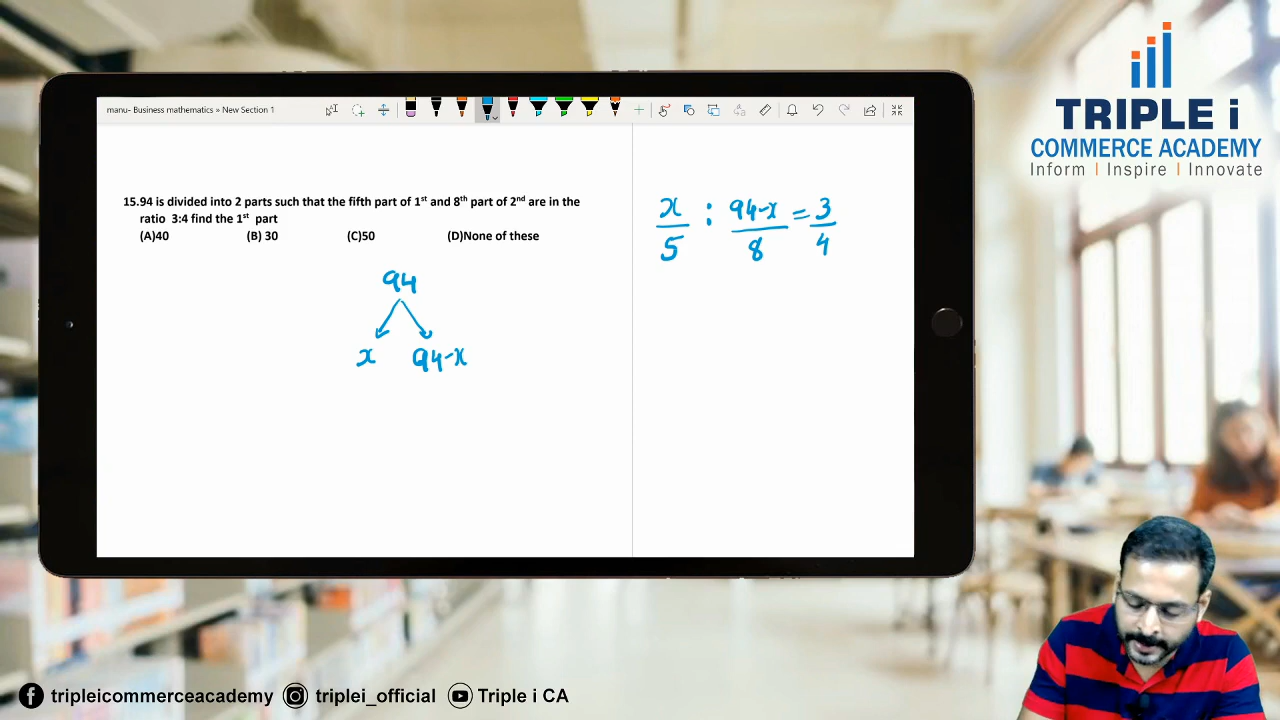 manu- Business mathematics » New Section 1
15.94 is divided into 2 parts such that the fifth part of 1st and 8th part of 2nd are in the
ratio 3:4 find the 1st part
(A)40 (B) 30 (C)50 (D)None of these
94
x 94-x
x/5 : 94-x/8 = 3/4
TRIPLE i
COMMERCE ACADEMY
Inform | Inspire | Innovate
tripleicommerceacademy triplei_official Triple i CA